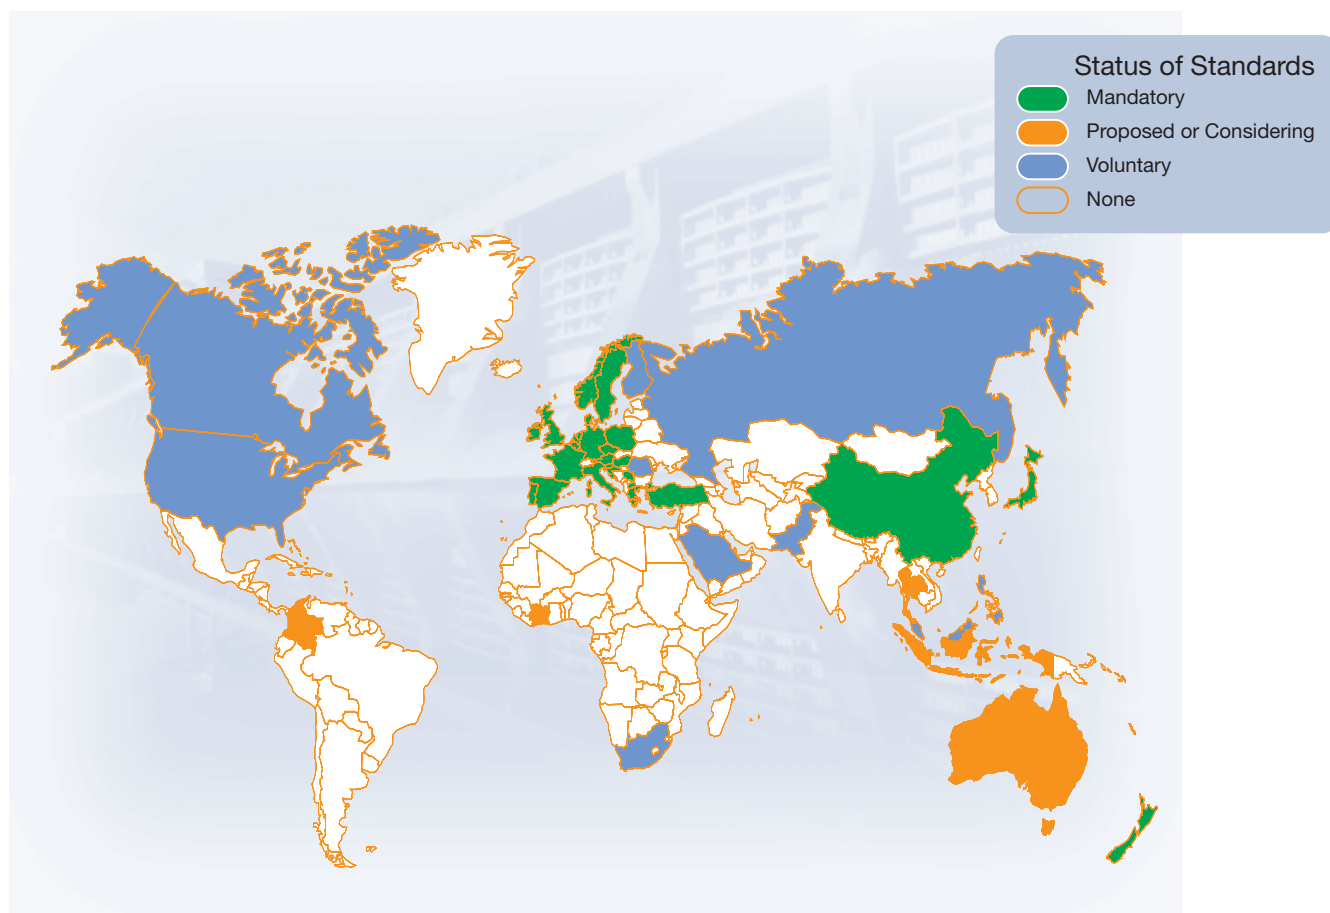 Status of Standards
Mandatory
Proposed or Considering
Voluntary
None